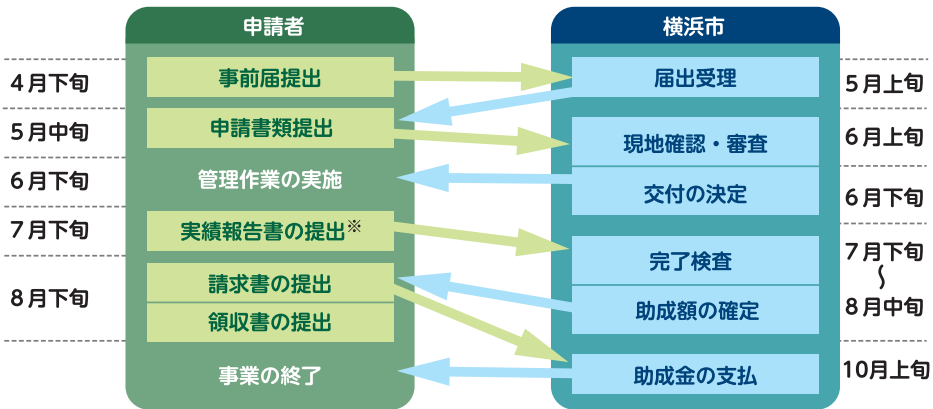 申請者
横浜市
4月下旬
事前届提出
届出受理
5月上旬
5月中旬
申請書類提出
現地確認・審査
6月上旬
6月下旬
管理作業の実施
交付の決定
6月下旬
7月下旬
実績報告書の提出※
完了検査
7月下旬
〜
8月中旬
8月下旬
請求書の提出
助成額の確定
領収書の提出
事業の終了
助成金の支払
10月上旬